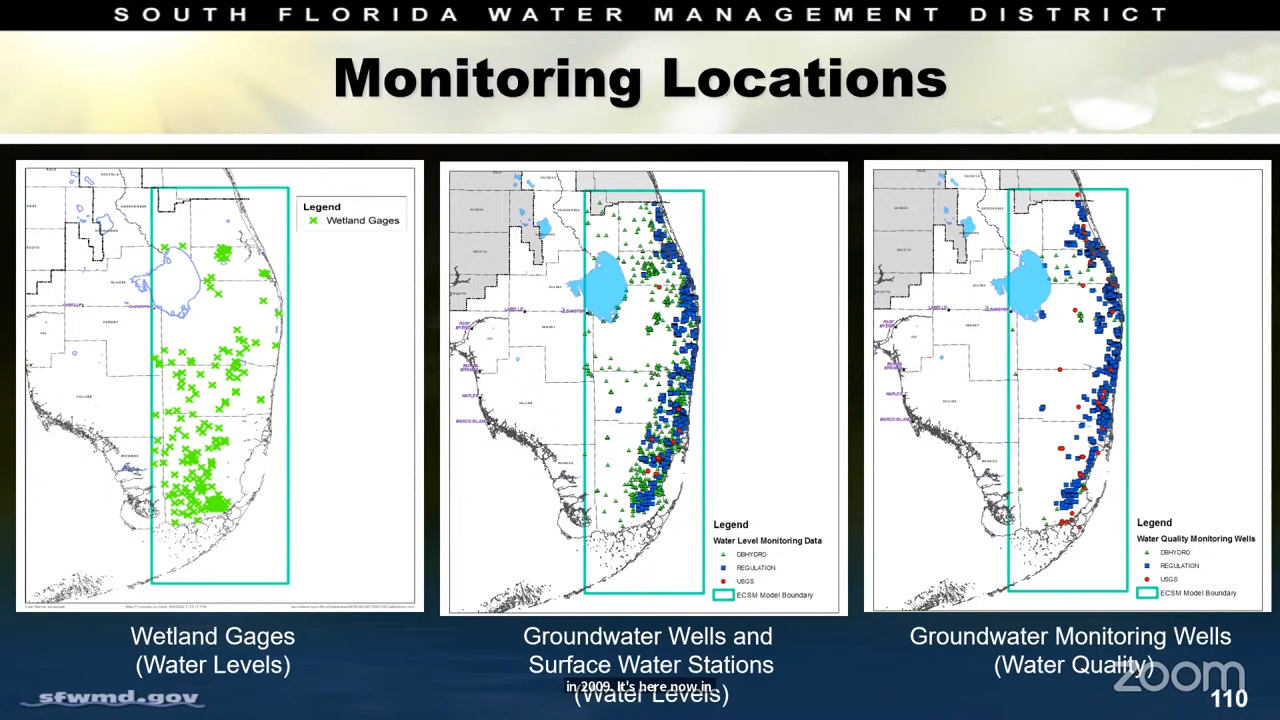 SOUTH FLORIDA WATER MANAGEMENT DISTRICT
Monitoring Locations
Legend
Wetland Gages
Legend
Water Level Monitoring Data
DBHYDRO
REGULATION
USGS
ECSM Model Boundary
Legend
Water Quality Monitoring Wells
DBHYDRO
REGULATION
USGS
ECSM Model Boundary
Wetland Gages
(Water Levels)
Groundwater Wells and
Surface Water Stations
(Water Levels)
in 2009. It's here now in
Groundwater Monitoring Wells
(Water Quality)
zoom
sfwmd.gov
110